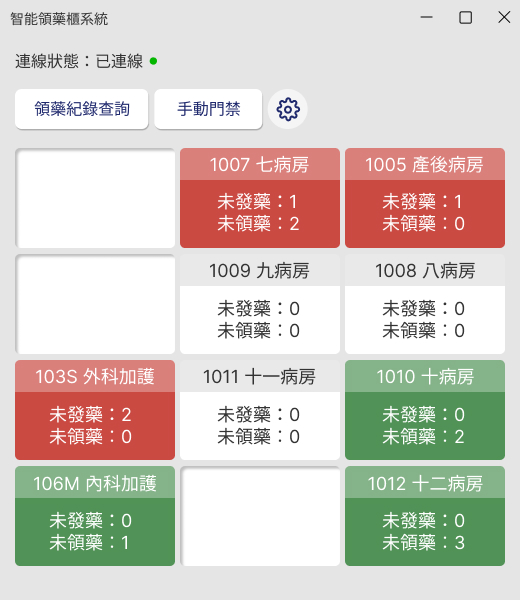 智能領藥櫃系統
連線狀態：已連線
領藥紀錄查詢
手動門禁
1007 七病房
未發藥：1
未領藥：2
1005 產後病房
未發藥：1
未領藥：0
1009 九病房
未發藥：0
未領藥：0
1008 八病房
未發藥：0
未領藥：0
103S 外科加護
未發藥：2
未領藥：0
1011 十一病房
未發藥：0
未領藥：0
1010 十病房
未發藥：0
未領藥：2
106M 內科加護
未發藥：0
未領藥：1
1012 十二病房
未發藥：0
未領藥：3